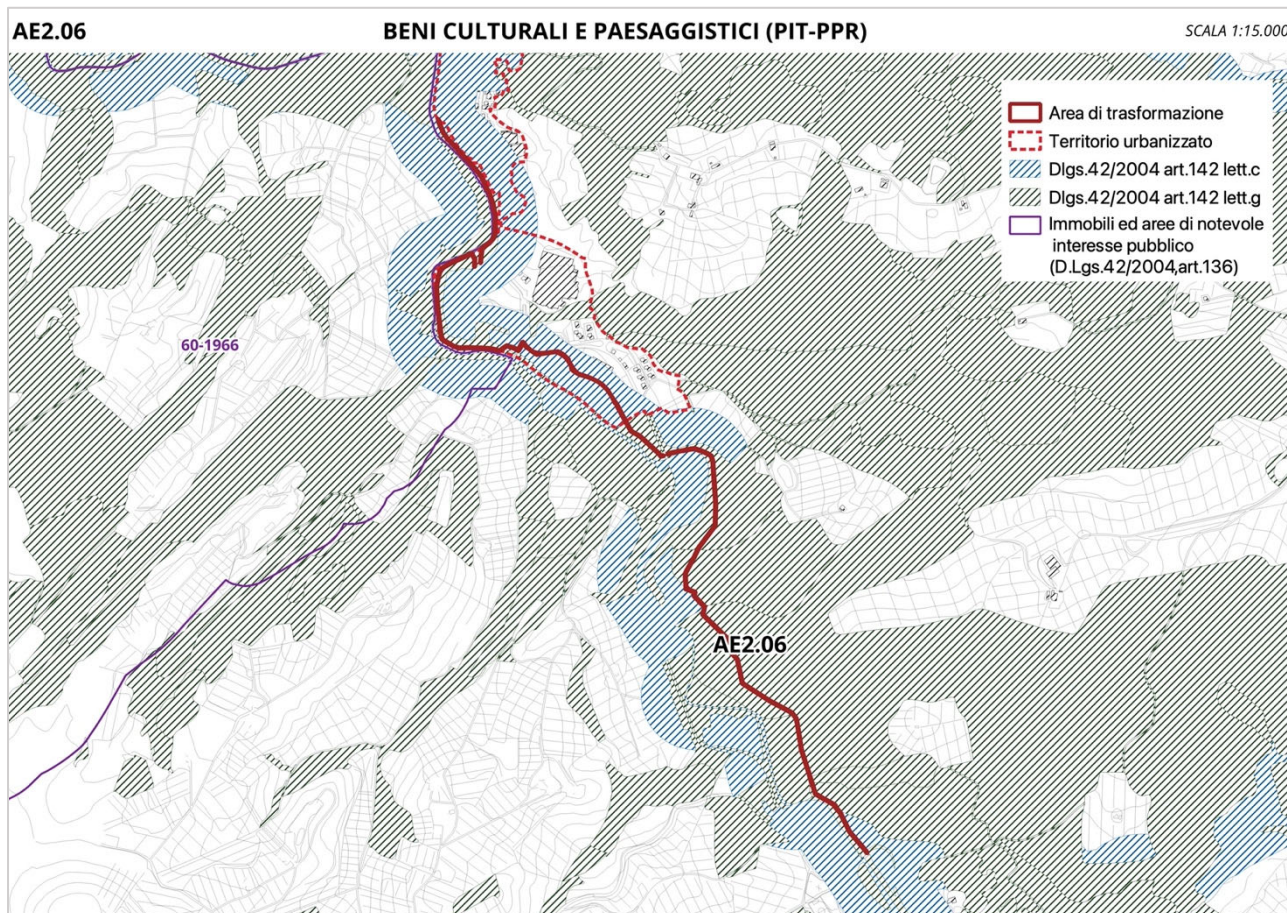 AE2.06
BENI CULTURALI E PAESAGGISTICI (PIT-PPR)
SCALA 1:15.000
Area di trasformazione
Territorio urbanizzato
Dlgs.42/2004 art.142 lett.c
Dlgs.42/2004 art.142 lett.g
Immobili ed aree di notevole
interesse pubblico
(D.Lgs.42/2004,art.136)
60-1966
AE2.06